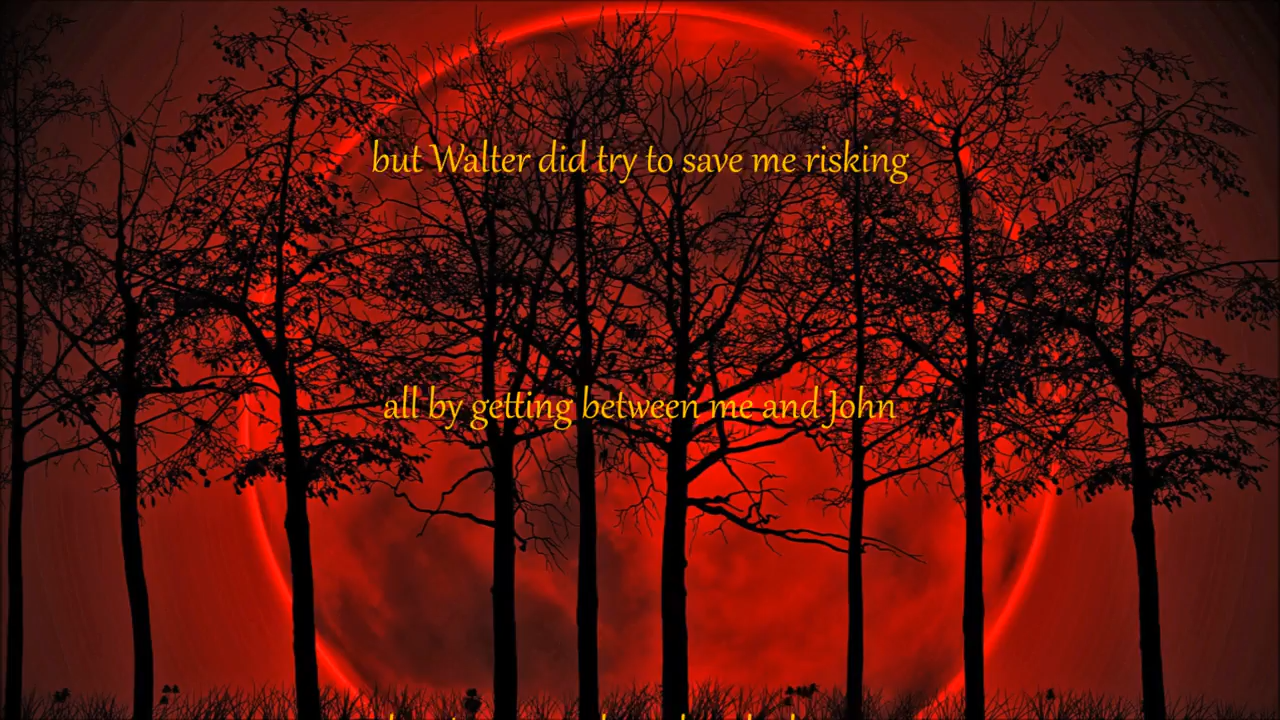 but Walter did try to save me risking
all by getting between me and John